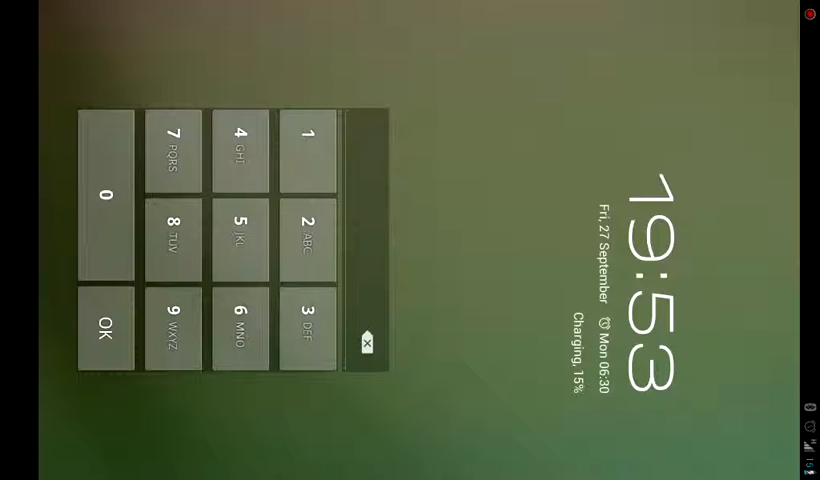 19:53
Fri, 27 September Mon 06:30
Charging, 15%
1 2 ABC 3 DEF
4 GHI 5 JKL 6 MNO
7 PQRS 8 TUV 9 WXYZ
0 OK
H 15